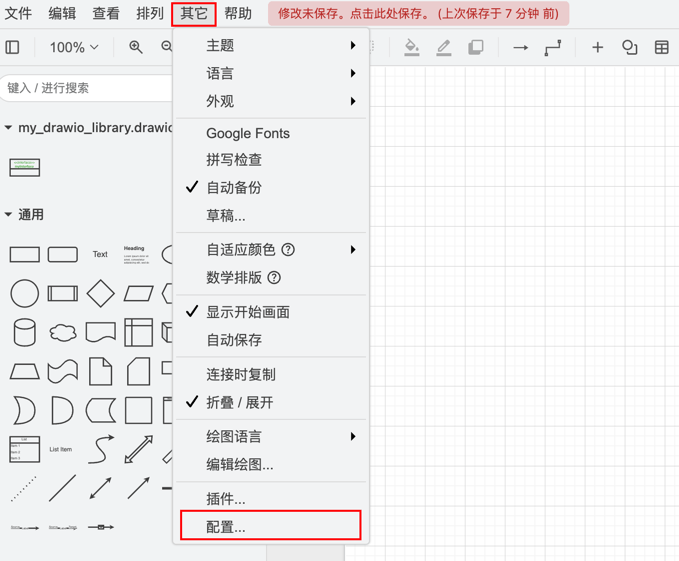 文件 编辑 查看 排列 其它 帮助 修改未保存。点击此处保存。 (上次保存于 7 分钟 前)
100%
键入 / 进行搜索
my_drawio_library.drawio
通用
Text
Heading
List Item
主题
语言
外观
Google Fonts
拼写检查
自动备份
草稿...
自适应颜色 ?
数学排版 ?
显示开始画面
自动保存
连接时复制
折叠 / 展开
绘图语言
编辑绘图...
插件...
配置...